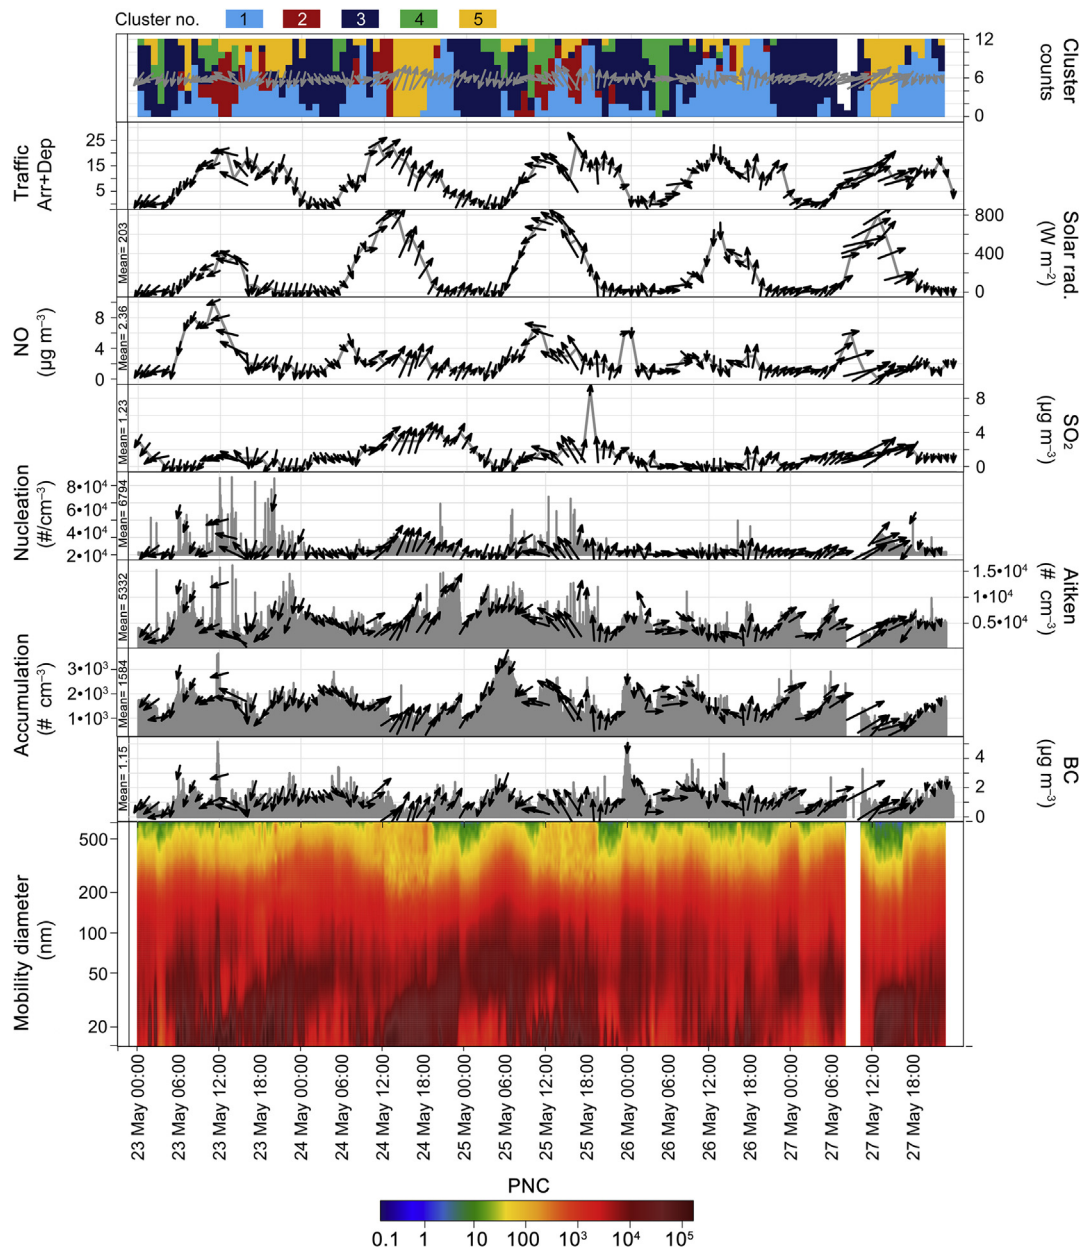 Cluster no. 1 2 3 4 5
Cluster
counts
12
6
0
Traffic
Arr+Dep
25
15
5
Solar rad.
(W m⁻²)
Mean= 203
800
400
0
NO
(µg m⁻³)
Mean= 2.36
8
4
0
SO₂
(µg m⁻³)
Mean= 1.23
8
4
0
Nucleation
(#/cm⁻³)
Mean= 6794
8•10⁴
6•10⁴
4•10⁴
2•10⁴
Aitken
(# cm⁻³)
Mean= 5332
1.5•10⁴
1•10⁴
0.5•10⁴
Accumulation
(# cm⁻³)
Mean= 1584
3•10³
2•10³
1•10³
BC
(µg m⁻³)
Mean= 1.15
4
2
0
Mobility diameter
(nm)
500
200
100
50
20
23 May 00:00
23 May 06:00
23 May 12:00
23 May 18:00
24 May 00:00
24 May 06:00
24 May 12:00
24 May 18:00
25 May 00:00
25 May 06:00
25 May 12:00
25 May 18:00
26 May 00:00
26 May 06:00
26 May 12:00
26 May 18:00
27 May 00:00
27 May 06:00
27 May 12:00
27 May 18:00
PNC
0.1 1 10 100 10³ 10⁴ 10⁵